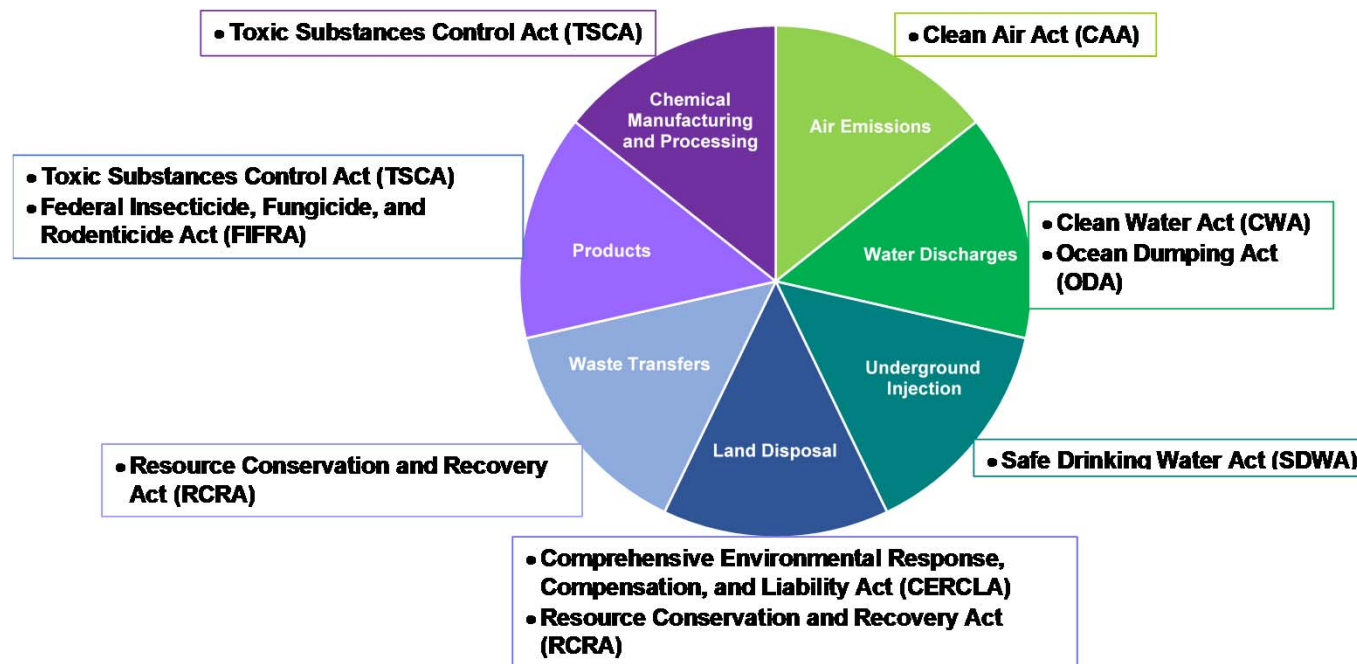 • Toxic Substances Control Act (TSCA)
• Clean Air Act (CAA)
Chemical
Manufacturing
and Processing
Air Emissions
• Toxic Substances Control Act (TSCA)
• Federal Insecticide, Fungicide, and
Rodenticide Act (FIFRA)
Products
Water Discharges
• Clean Water Act (CWA)
• Ocean Dumping Act
(ODA)
Waste Transfers
Underground
Injection
Land Disposal
• Resource Conservation and Recovery
Act (RCRA)
• Safe Drinking Water Act (SDWA)
• Comprehensive Environmental Response,
Compensation, and Liability Act (CERCLA)
• Resource Conservation and Recovery Act
(RCRA)